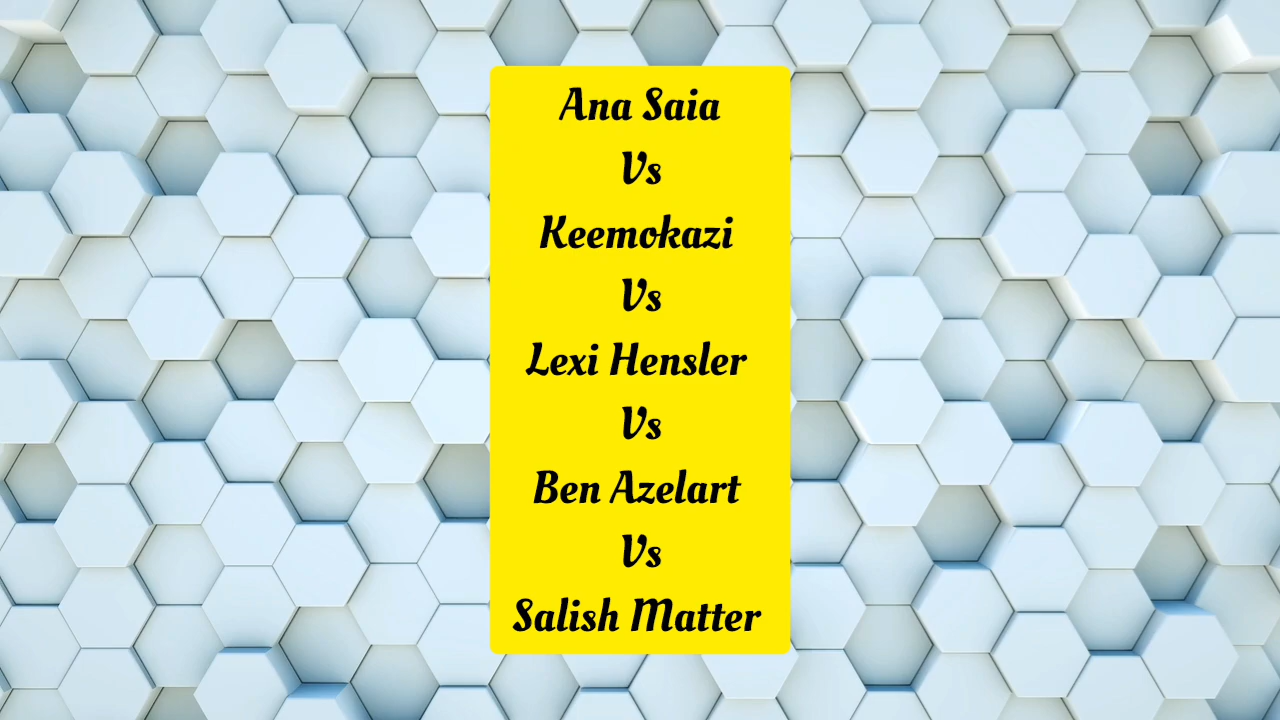 Ana Saia
Vs
Keemokazi
Vs
Lexi Hensler
Vs
Ben Azelart
Vs
Salish Matter